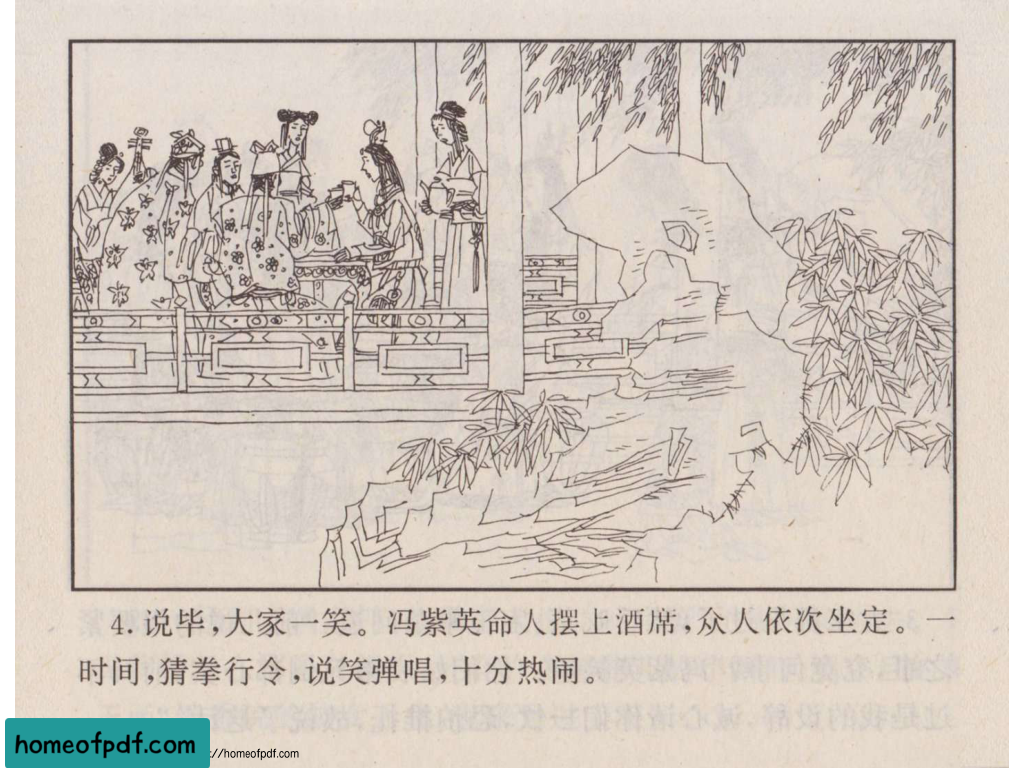 4. 说毕，大家一笑。冯紫英命人摆上酒席，众人依次坐定。一
时间，猜拳行令，说笑弹唱，十分热闹。
homeofpdf.com
://homeofpdf.com